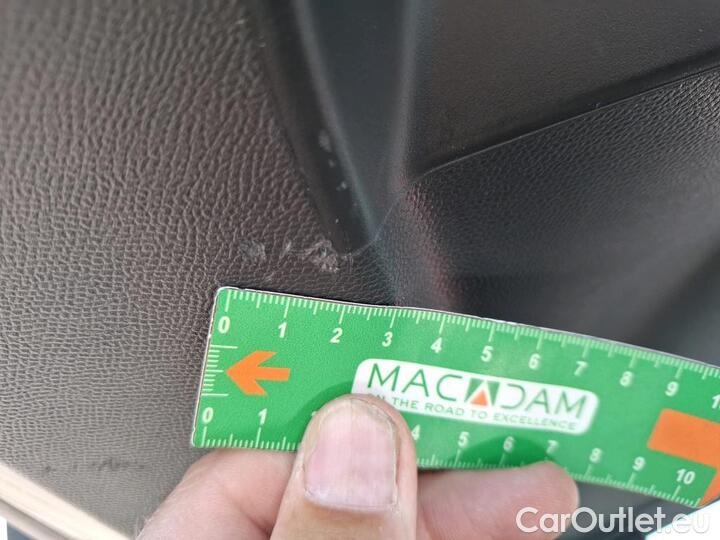 0 1 2 3 4 5 6 7 8 9 1
MACADAM
ON THE ROAD TO EXCELLENCE
0 1 4 5 6 7 8 9 10
CarOutlet.eu